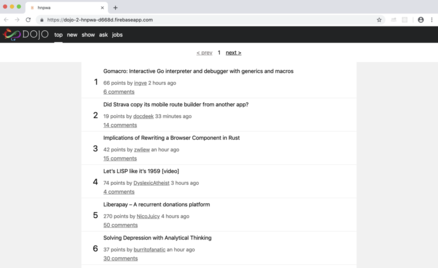 hnpwa
https://dojo-2-hnpwa-d668d.firebaseapp.com
DOJO top new show ask jobs
< prev 1 next >
1 Gomacro: Interactive Go interpreter and debugger with generics and macros
66 points by ingve 2 hours ago
6 comments
2 Did Strava copy its mobile route builder from another app?
19 points by docdeek 33 minutes ago
14 comments
3 Implications of Rewriting a Browser Component in Rust
42 points by zwliew an hour ago
15 comments
4 Let's LISP like it's 1959 [video]
74 points by DyslexicAtheist 3 hours ago
4 comments
5 Liberapay – A recurrent donations platform
270 points by NicoJuicy 4 hours ago
50 comments
6 Solving Depression with Analytical Thinking
37 points by burritofanatic an hour ago
30 comments